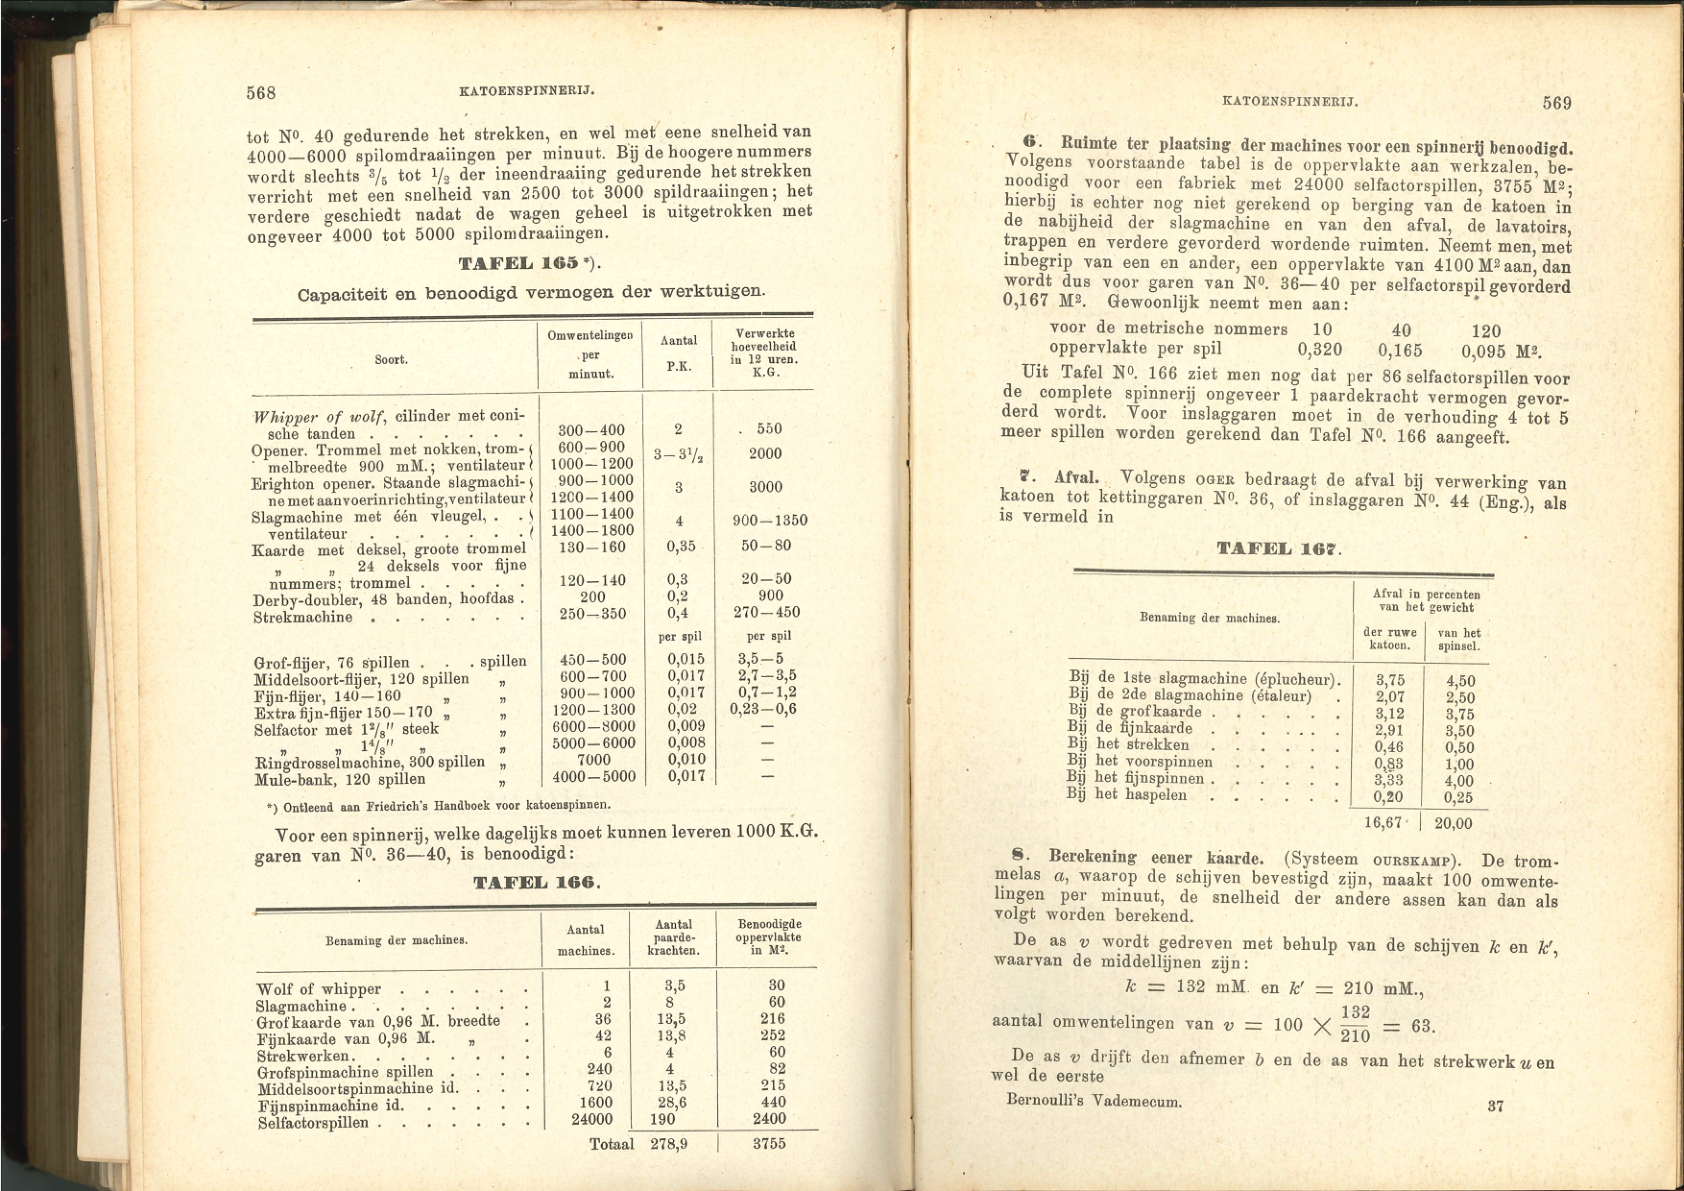 568
KATOENSPINNERIJ.
tot Nº. 40 gedurende het strekken, en wel met eene snelheid van
4000—6000 spilomdraaiingen per minuut. Bij de hoogere nummers
wordt slechts 3/5 tot 1/2 der ineendraaiing gedurende het strekken
verricht met een snelheid van 2500 tot 3000 spildraaiingen; het
verdere geschiedt nadat de wagen geheel is uitgetrokken met
ongeveer 4000 tot 5000 spilomdraaiingen.
TAFEL 165 *).
Capaciteit en benoodigd vermogen der werktuigen.
Soort. Omwentelingen per minuut. Aantal P.K. Verwerkte hoeveelheid in 12 uren. K.G.
Whipper of wolf, cilinder met coni-
sche tanden . . . . . . . 300—400 2 550
Opener. Trommel met nokken, trom- 600—900
melbreedte 900 mM.; ventilateur 1000—1200 3—3 1/2 2000
Erighton opener. Staande slagmachi- 900—1000
ne met aanvoerinrichting, ventilateur 1200—1400 3 3000
Slagmachine met één vleugel, . . 1100—1400
ventilateur . . . . . . . 1400—1800 4 900—1350
Kaarde met deksel, groote trommel 130—160 0,35 50—80
„ „ 24 deksels voor fijne
nummers; trommel . . . . . 120—140 0,3 20—50
Derby-doubler, 48 banden, hoofdas . 200 0,2 900
Strekmachine . . . . . . . 250—350 0,4 270—450
per spil per spil
Grof-flijer, 76 spillen . . . spillen 450—500 0,015 3,5—5
Middelsoort-flijer, 120 spillen „ 600—700 0,017 2,7—3,5
Fijn-flijer, 140—160 „ „ 900—1000 0,017 0,7—1,2
Extra fijn-flijer 150—170 „ „ 1200—1300 0,02 0,23—0,6
Selfactor met 1 2/8" steek „ 6000—8000 0,009 —
„ „ 1 4/8" „ „ 5000—6000 0,008 —
Ringdrosselmachine, 300 spillen „ 7000 0,010 —
Mule-bank, 120 spillen „ 4000—5000 0,017 —
*) Ontleend aan Friedrich's Handboek voor katoenspinnen.
Voor een spinnerij, welke dagelijks moet kunnen leveren 1000 K.G.
garen van Nº. 36—40, is benoodigd:
TAFEL 166.
Benaming der machines. Aantal machines. Aantal paarde-krachten. Benoodigde oppervlakte in M².
Wolf of whipper . . . . . . 1 3,5 30
Slagmachine . . . . . . . 2 8 60
Grofkaarde van 0,96 M. breedte . 36 13,5 216
Fijnkaarde van 0,96 M. „ . 42 13,8 252
Strekwerken. . . . . . . . 6 4 60
Grofspinmachine spillen . . . . 240 4 82
Middelsoortspinmachine id. . . . 720 13,5 215
Fijnspinmachine id. . . . . . 1600 28,6 440
Selfactorspillen . . . . . . . 24000 190 2400
Totaal 278,9 3755
KATOENSPINNERIJ.
569
6. Ruimte ter plaatsing der machines voor een spinnerij benoodigd.
Volgens voorstaande tabel is de oppervlakte aan werkzalen, be-
noodigd voor een fabriek met 24000 selfactorspillen, 3755 M²;
hierbij is echter nog niet gerekend op berging van de katoen in
de nabijheid der slagmachine en van den afval, de lavatoirs,
trappen en verdere gevorderd wordende ruimten. Neemt men, met
inbegrip van een en ander, een oppervlakte van 4100 M² aan, dan
wordt dus voor garen van Nº. 36—40 per selfactorspil gevorderd
0,167 M². Gewoonlijk neemt men aan:
voor de metrische nommers 10 40 120
oppervlakte per spil 0,320 0,165 0,095 M².
Uit Tafel Nº. 166 ziet men nog dat per 86 selfactorspillen voor
de complete spinnerij ongeveer 1 paardekracht vermogen gevor-
derd wordt. Voor inslaggaren moet in de verhouding 4 tot 5
meer spillen worden gerekend dan Tafel Nº. 166 aangeeft.
7. Afval. Volgens OGER bedraagt de afval bij verwerking van
katoen tot kettinggaren Nº. 36, of inslaggaren Nº. 44 (Eng.), als
is vermeld in
TAFEL 167.
Benaming der machines. Afval in percenten van het gewicht
der ruwe katoen. van het spinsel.
Bij de 1ste slagmachine (éplucheur). 3,75 4,50
Bij de 2de slagmachine (étaleur) . 2,07 2,50
Bij de grofkaarde . . . . . . 3,12 3,75
Bij de fijnkaarde . . . . . . 2,91 3,50
Bij het strekken . . . . . . 0,46 0,50
Bij het voorspinnen . . . . . 0,83 1,00
Bij het fijnspinnen . . . . . . 3,33 4,00
Bij het haspelen . . . . . . 0,20 0,25
16,67 20,00
8. Berekening eener kaarde. (Systeem OURSKAMP). De trom-
melas a, waarop de schijven bevestigd zijn, maakt 100 omwente-
lingen per minuut, de snelheid der andere assen kan dan als
volgt worden berekend.
De as v wordt gedreven met behulp van de schijven k en k′,
waarvan de middellijnen zijn:
k = 132 mM. en k′ = 210 mM.,
aantal omwentelingen van v = 100 × 132/210 = 63.
De as v drijft den afnemer b en de as van het strekwerk u en
wel de eerste
Bernoulli's Vademecum.
37